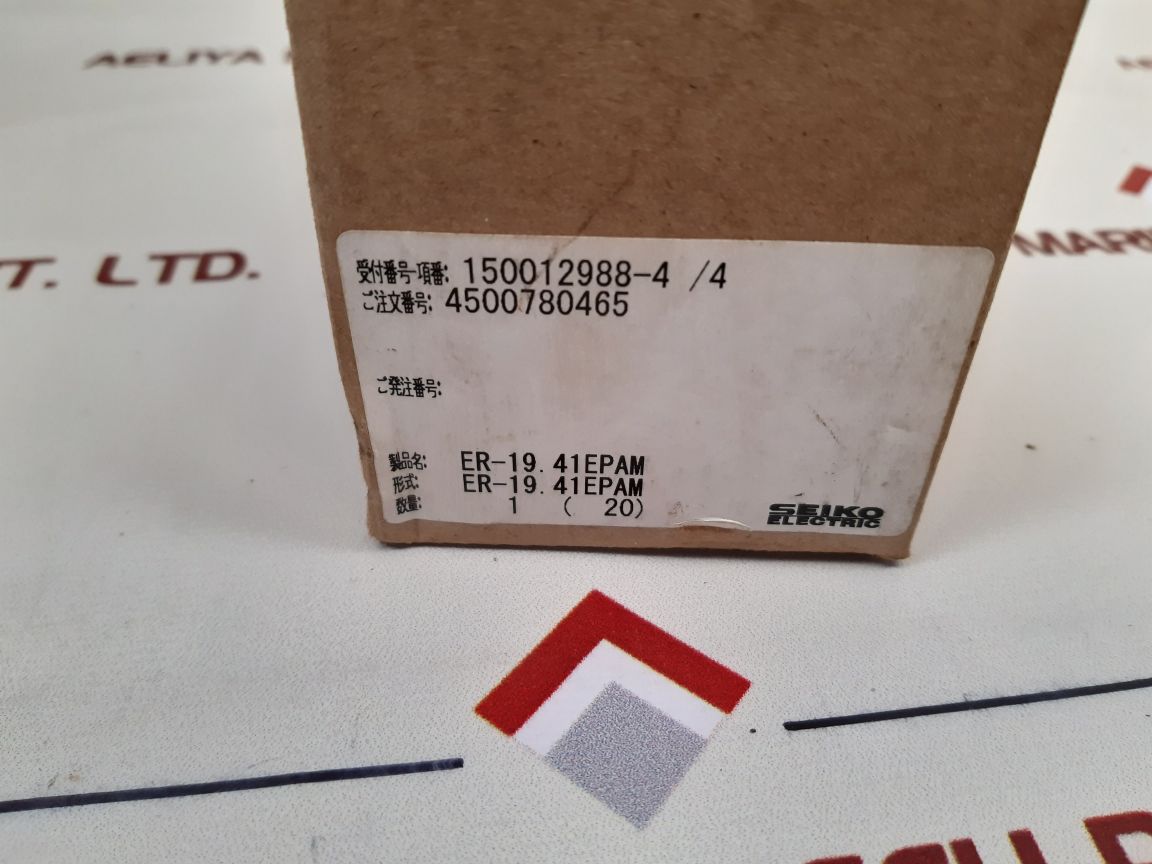 AELIYA
T. LTD.
受付番号-項番: 150012988-4 /4
ご注文番号: 4500780465
ご発注番号:
製品名: ER-19.41EPAM
形式: ER-19.41EPAM
数量: 1 ( 20)
SEIKO
ELECTRIC